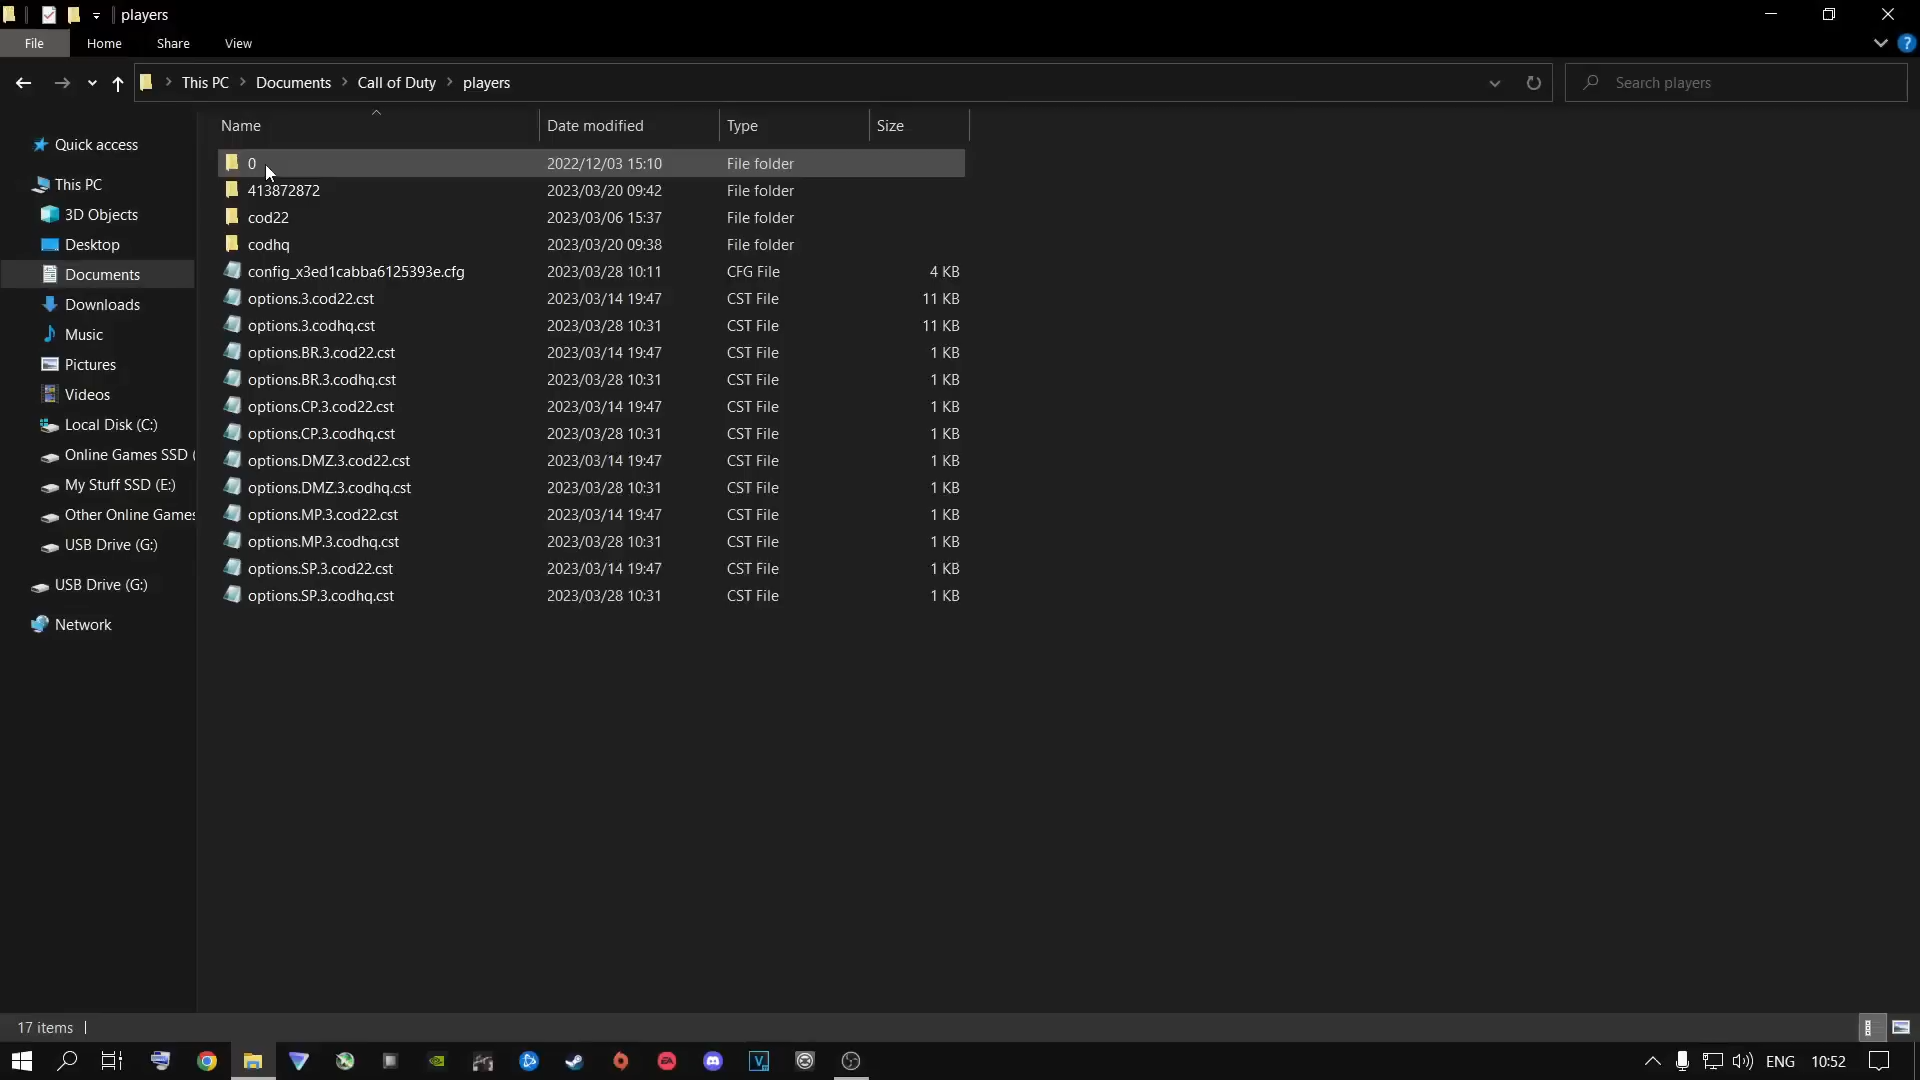 players
File Home Share View
This PC Documents Call of Duty players
Search players
Name Date modified Type Size
0 2022/12/03 15:10 File folder
413872872 2023/03/20 09:42 File folder
cod22 2023/03/06 15:37 File folder
codhq 2023/03/20 09:38 File folder
config_x3ed1cabba6125393e.cfg 2023/03/28 10:11 CFG File 4 KB
options.3.cod22.cst 2023/03/14 19:47 CST File 11 KB
options.3.codhq.cst 2023/03/28 10:31 CST File 11 KB
options.BR.3.cod22.cst 2023/03/14 19:47 CST File 1 KB
options.BR.3.codhq.cst 2023/03/28 10:31 CST File 1 KB
options.CP.3.cod22.cst 2023/03/14 19:47 CST File 1 KB
options.CP.3.codhq.cst 2023/03/28 10:31 CST File 1 KB
options.DMZ.3.cod22.cst 2023/03/14 19:47 CST File 1 KB
options.DMZ.3.codhq.cst 2023/03/28 10:31 CST File 1 KB
options.MP.3.cod22.cst 2023/03/14 19:47 CST File 1 KB
options.MP.3.codhq.cst 2023/03/28 10:31 CST File 1 KB
options.SP.3.cod22.cst 2023/03/14 19:47 CST File 1 KB
options.SP.3.codhq.cst 2023/03/28 10:31 CST File 1 KB
Quick access
This PC
3D Objects
Desktop
Documents
Downloads
Music
Pictures
Videos
Local Disk (C:)
Online Games SSD (
My Stuff SSD (E:)
Other Online Games
USB Drive (G:)
USB Drive (G:)
Network
17 items
ENG 10:52